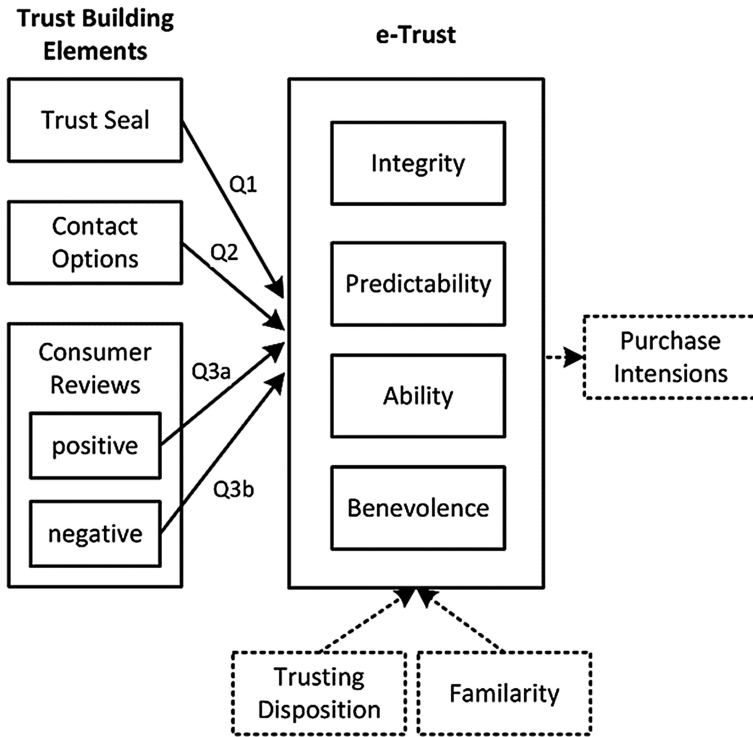 Trust Building
Elements
e-Trust
Trust Seal
Q1
Contact
Options
Q2
Consumer
Reviews
positive
negative
Q3a
Q3b
Integrity
Predictability
Ability
Benevolence
Purchase
Intensions
Trusting
Disposition
Familarity